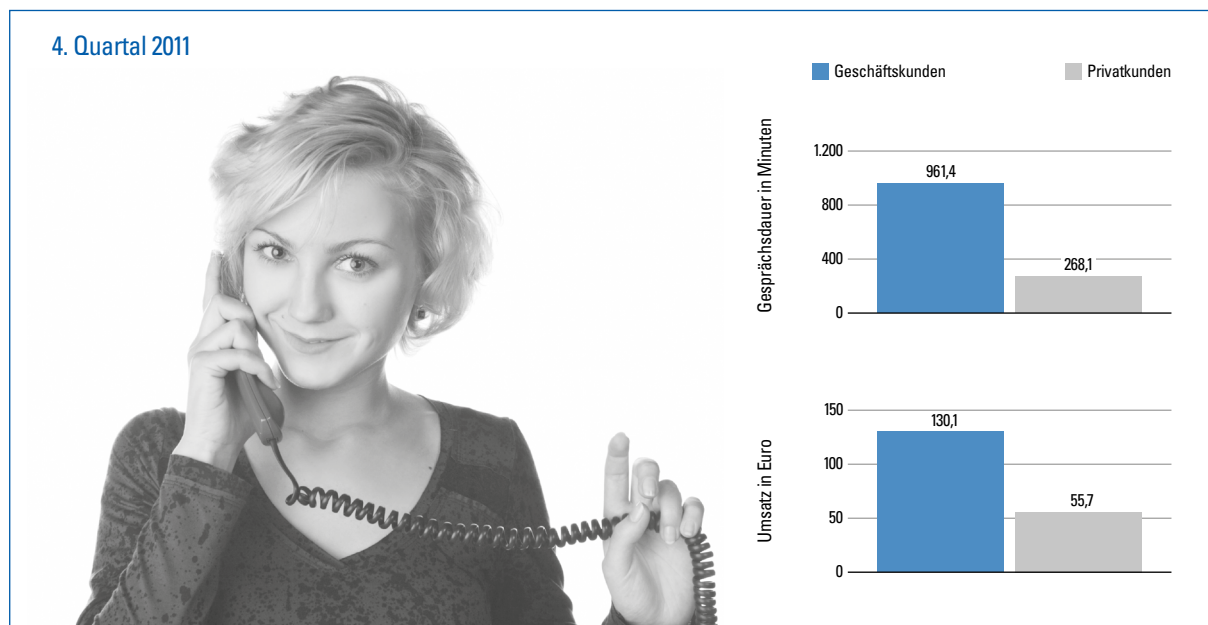 4. Quartal 2011
Geschäftskunden
Privatkunden
Gesprächsdauer in Minuten
1.200
800
400
0
961,4
268,1
Umsatz in Euro
150
100
50
0
130,1
55,7